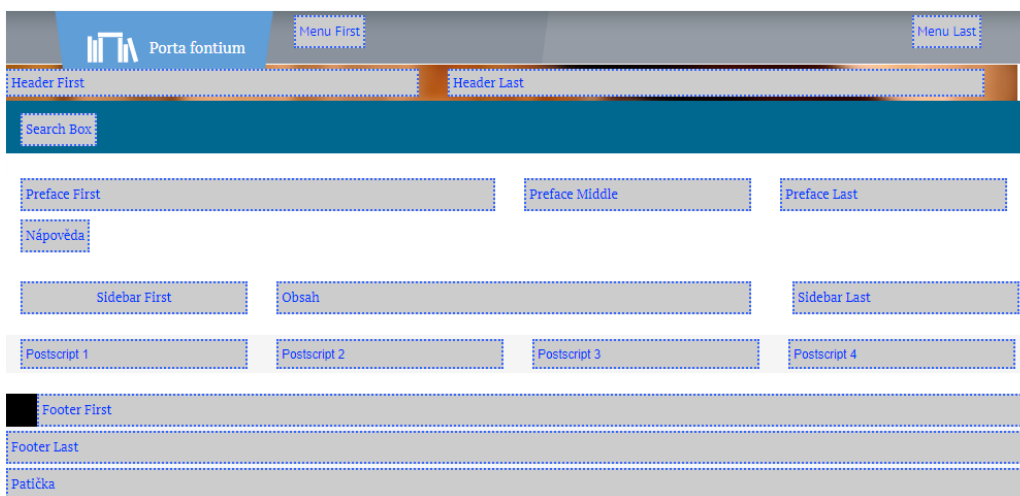 Porta fontium
Menu First
Menu Last
Header First
Header Last
Search Box
Preface First
Preface Middle
Preface Last
Nápověda
Sidebar First
Obsah
Sidebar Last
Postscript 1
Postscript 2
Postscript 3
Postscript 4
Footer First
Footer Last
Patička